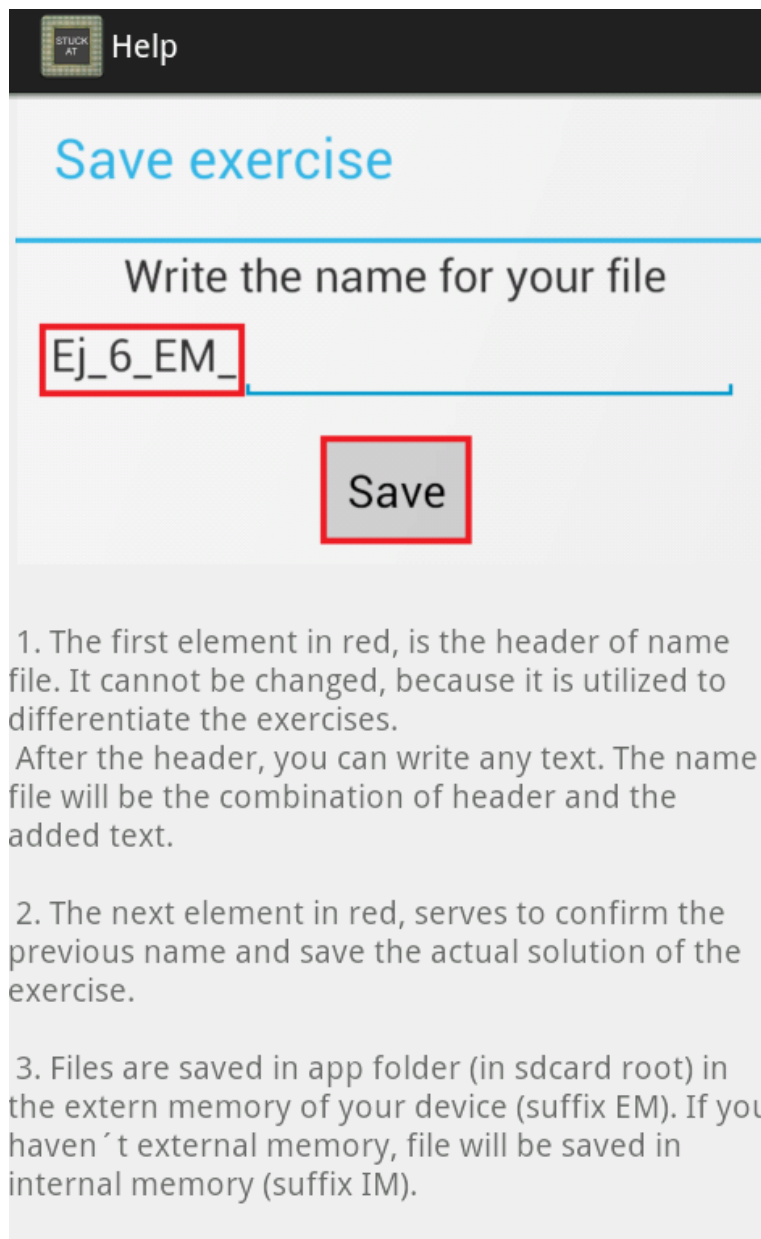 STUCK
AT
Help
Save exercise
Write the name for your file
Ej_6_EM_
Save
1. The first element in red, is the header of name
file. It cannot be changed, because it is utilized to
differentiate the exercises.
After the header, you can write any text. The name
file will be the combination of header and the
added text.
2. The next element in red, serves to confirm the
previous name and save the actual solution of the
exercise.
3. Files are saved in app folder (in sdcard root) in
the extern memory of your device (suffix EM). If you
haven´t external memory, file will be saved in
internal memory (suffix IM).